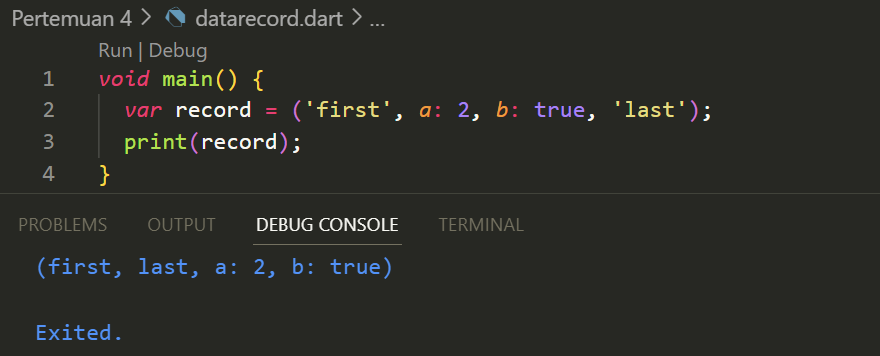 Pertemuan 4 > datarecord.dart > ...
Run | Debug
1 void main() {
2 var record = ('first', a: 2, b: true, 'last');
3 print(record);
4 }
PROBLEMS OUTPUT DEBUG CONSOLE TERMINAL
(first, last, a: 2, b: true)
Exited.